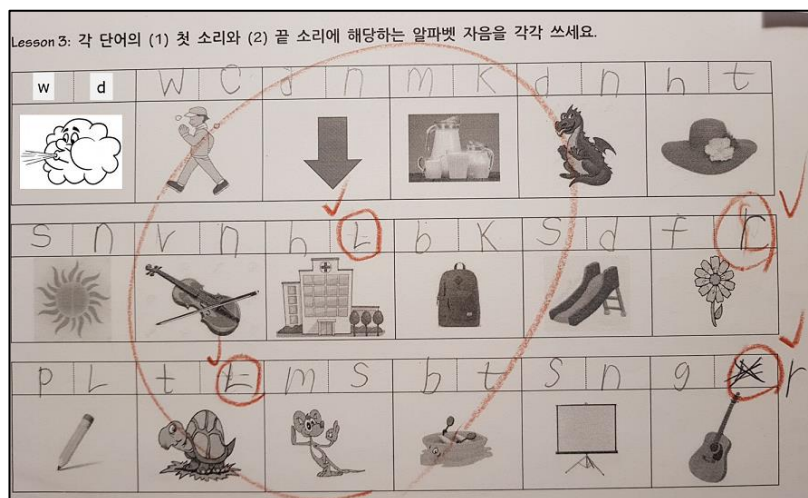 Lesson 3: 각 단어의 (1) 첫 소리와 (2) 끝 소리에 해당하는 알파벳 자음을 각각 쓰세요.
w d W C d n m K d n h t
S n v n h L b K S d f r
p L t L m s b t s n g r